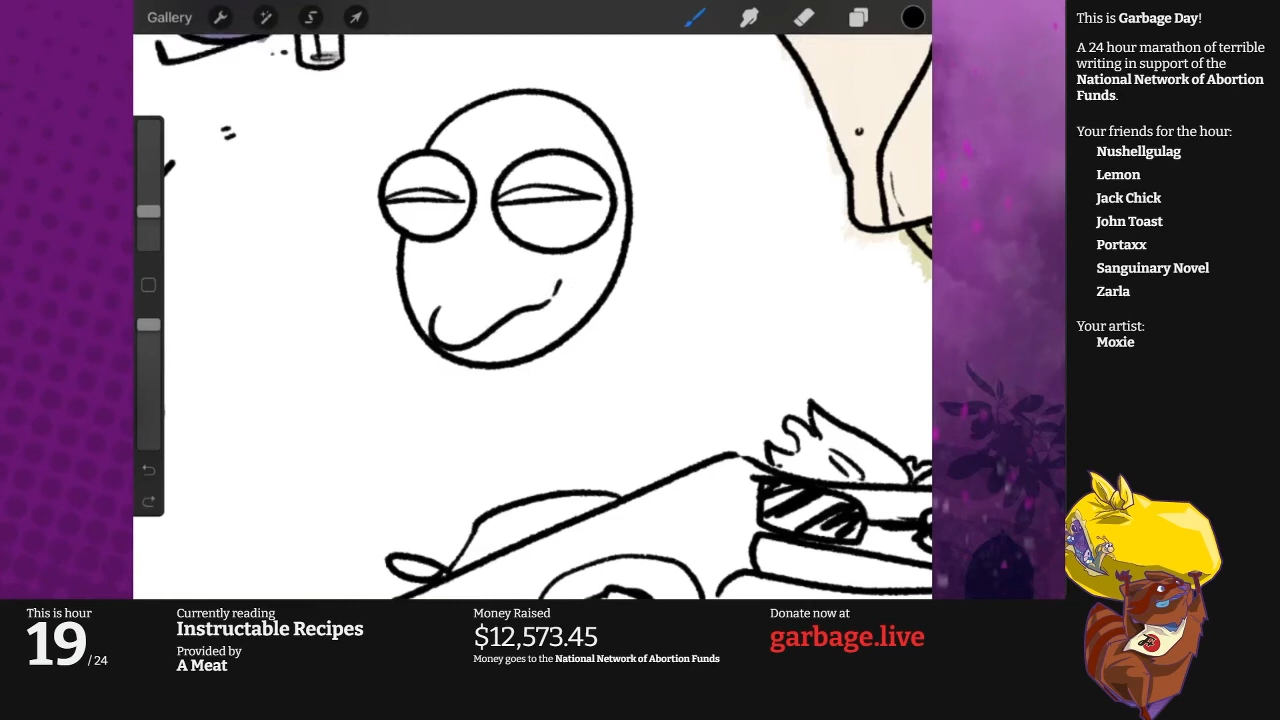 Gallery
This is Garbage Day!
A 24 hour marathon of terrible
writing in support of the
National Network of Abortion
Funds.
Your friends for the hour:
Nushellgulag
Lemon
Jack Chick
John Toast
Portaxx
Sanguinary Novel
Zarla
Your artist:
Moxie
This is hour
19 / 24
Currently reading
Instructable Recipes
Provided by
A Meat
Money Raised
$12,573.45
Money goes to the National Network of Abortion Funds
Donate now at
garbage.live